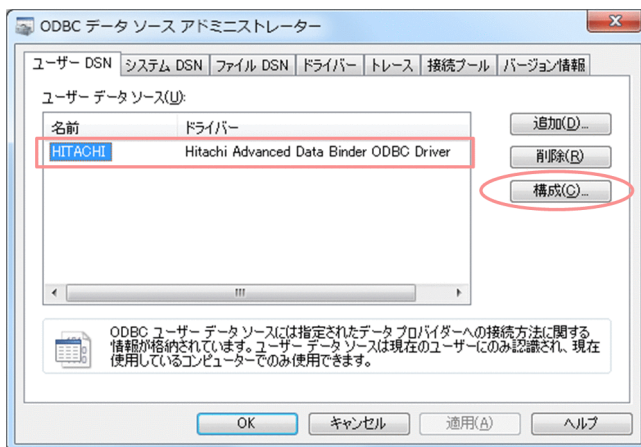 ODBC データ ソース アドミニストレーター
ユーザー DSN システム DSN ファイル DSN ドライバー トレース 接続プール バージョン情報
ユーザー データ ソース(U):
名前 ドライバー
HITACHI Hitachi Advanced Data Binder ODBC Driver
追加(D)...
削除(R)
構成(C)...
ODBC ユーザー データ ソースには指定されたデータ プロバイダーへの接続方法に関する
情報が格納されています。ユーザー データ ソースは現在のユーザーにのみ認識され、現在
使用しているコンピューターでのみ使用できます。
OK キャンセル 適用(A) ヘルプ